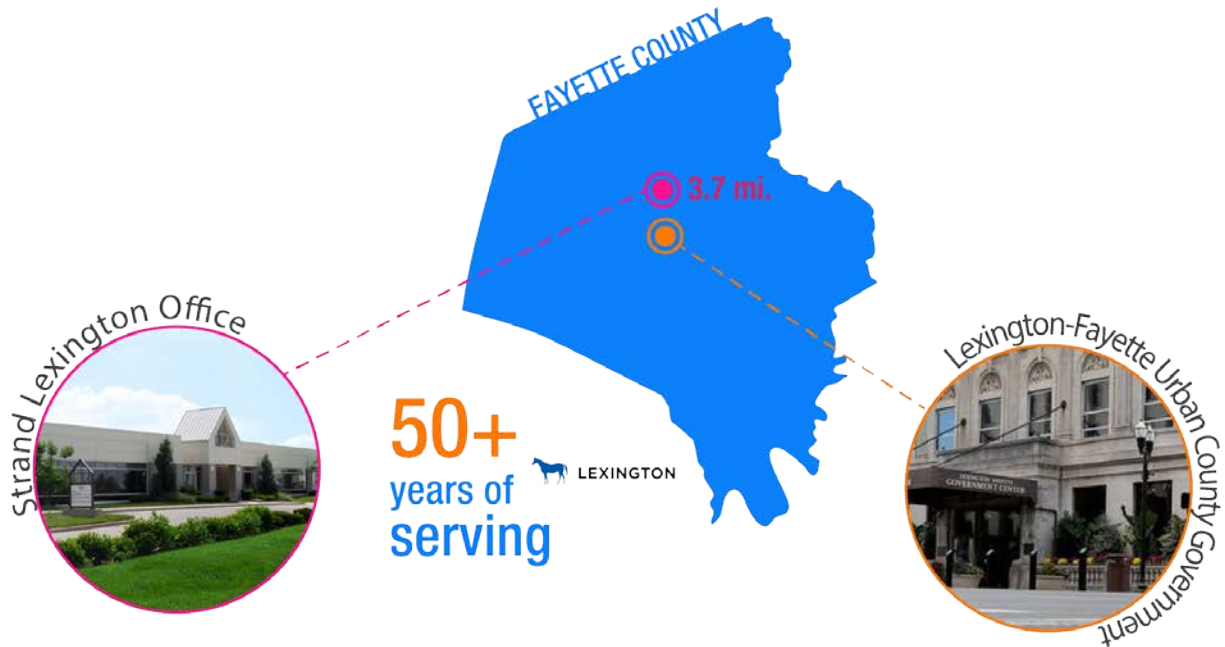 FAYETTE COUNTY
3.7 mi.
Strand Lexington Office
Lexington-Fayette Urban County Government
50+
years of
serving
LEXINGTON
GOVERNMENT CENTER